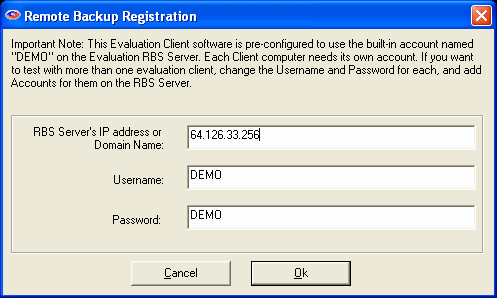 Remote Backup Registration
Important Note: This Evaluation Client software is pre-configured to use the built-in account named
"DEMO" on the Evaluation RBS Server. Each Client computer needs its own account. If you want
to test with more than one evaluation client, change the Username and Password for each, and add
Accounts for them on the RBS Server.
RBS Server's IP address or
Domain Name:
64.126.33.256
Username:
DEMO
Password:
DEMO
Cancel
Ok